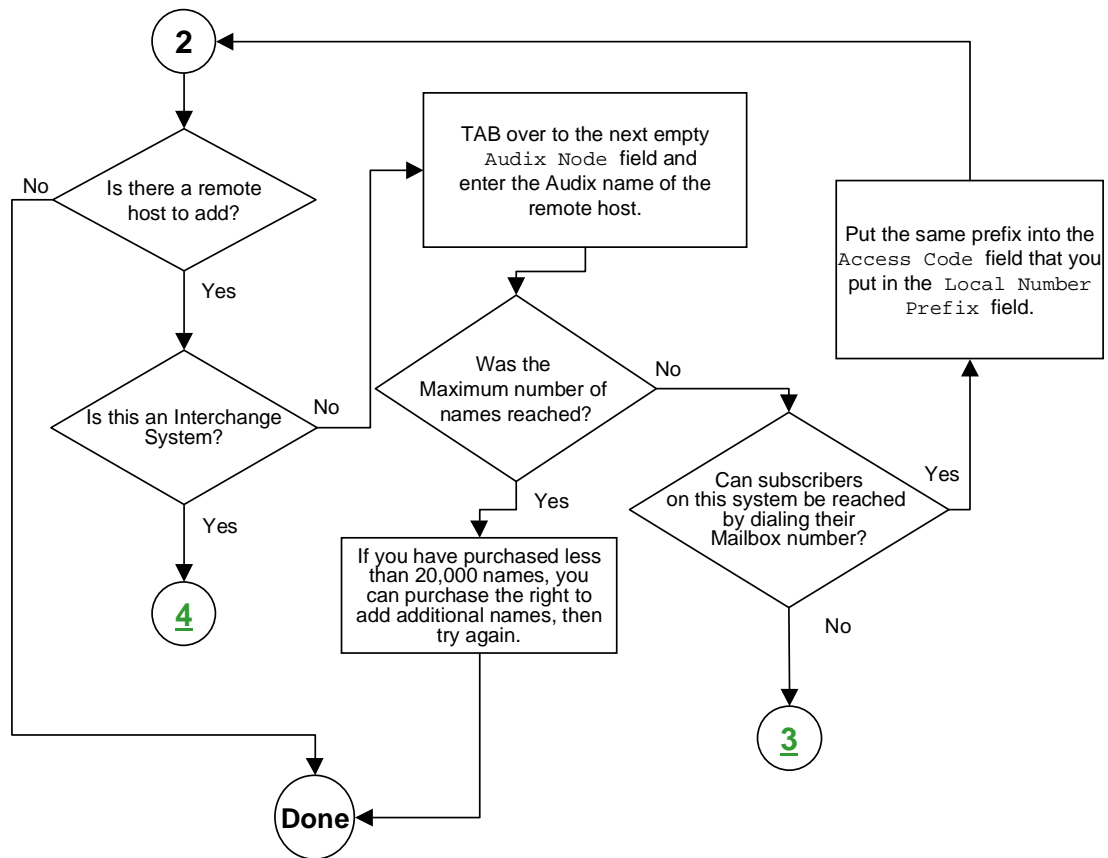 2
Is there a remote
host to add?
No
Yes
Is this an Interchange
System?
No
Yes
4
TAB over to the next empty
Audix Node field and
enter the Audix name of the
remote host.
Was the
Maximum number of
names reached?
No
Yes
If you have purchased less
than 20,000 names, you
can purchase the right to
add additional names, then
try again.
Can subscribers
on this system be reached
by dialing their
Mailbox number?
Yes
No
Put the same prefix into the
Access Code field that you
put in the Local Number
Prefix field.
3
Done